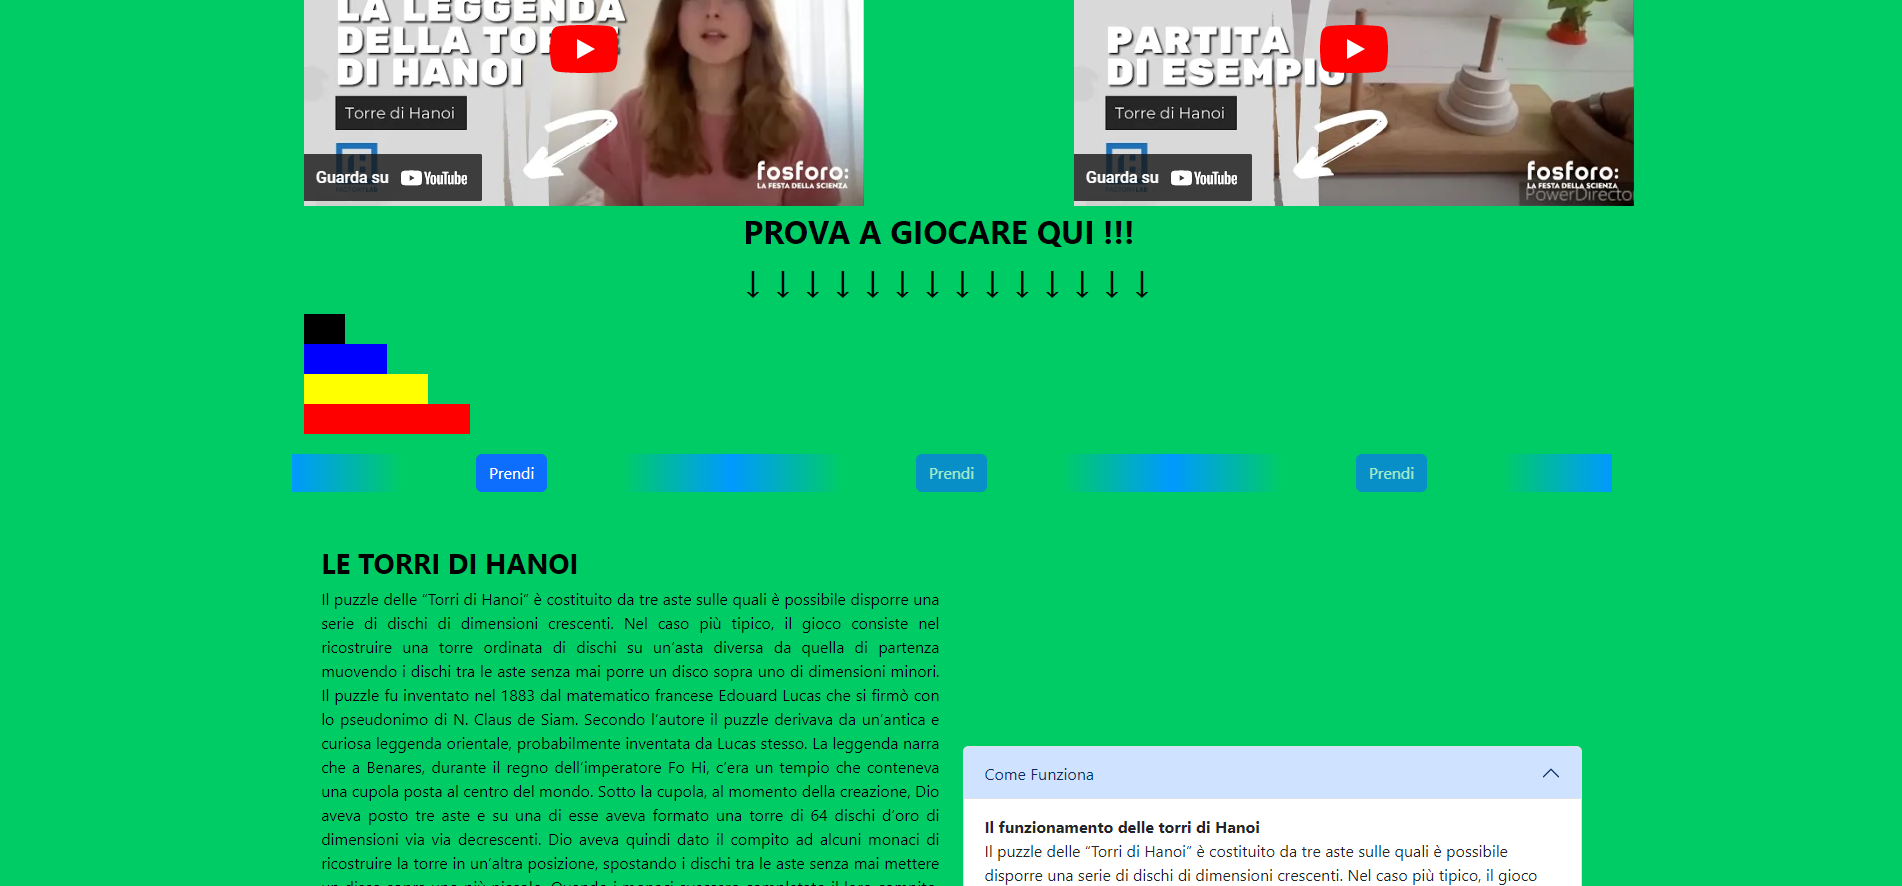 LA LEGGENDA
DELLA TORRE
DI HANOI
Torre di Hanoi
Guarda su YouTube
fosforo:
LA FESTA DELLA SCIENZA
PARTITA
DI ESEMPIO
Torre di Hanoi
Guarda su YouTube
fosforo:
LA FESTA DELLA SCIENZA
PowerDirector
PROVA A GIOCARE QUI !!!
↓ ↓ ↓ ↓ ↓ ↓ ↓ ↓ ↓ ↓ ↓ ↓ ↓ ↓
Prendi
Prendi
Prendi
LE TORRI DI HANOI
Il puzzle delle “Torri di Hanoi” è costituito da tre aste sulle quali è possibile disporre una
serie di dischi di dimensioni crescenti. Nel caso più tipico, il gioco consiste nel
ricostruire una torre ordinata di dischi su un’asta diversa da quella di partenza
muovendo i dischi tra le aste senza mai porre un disco sopra uno di dimensioni minori.
Il puzzle fu inventato nel 1883 dal matematico francese Edouard Lucas che si firmò con
lo pseudonimo di N. Claus de Siam. Secondo l’autore il puzzle derivava da un’antica e
curiosa leggenda orientale, probabilmente inventata da Lucas stesso. La leggenda narra
che a Benares, durante il regno dell’imperatore Fo Hi, c’era un tempio che conteneva
una cupola posta al centro del mondo. Sotto la cupola, al momento della creazione, Dio
aveva posto tre aste e su una di esse aveva formato una torre di 64 dischi d’oro di
dimensioni via via decrescenti. Dio aveva quindi dato il compito ad alcuni monaci di
ricostruire la torre in un’altra posizione, spostando i dischi tra le aste senza mai mettere
Come Funziona
Il funzionamento delle torri di Hanoi
Il puzzle delle “Torri di Hanoi” è costituito da tre aste sulle quali è possibile
disporre una serie di dischi di dimensioni crescenti. Nel caso più tipico, il gioco